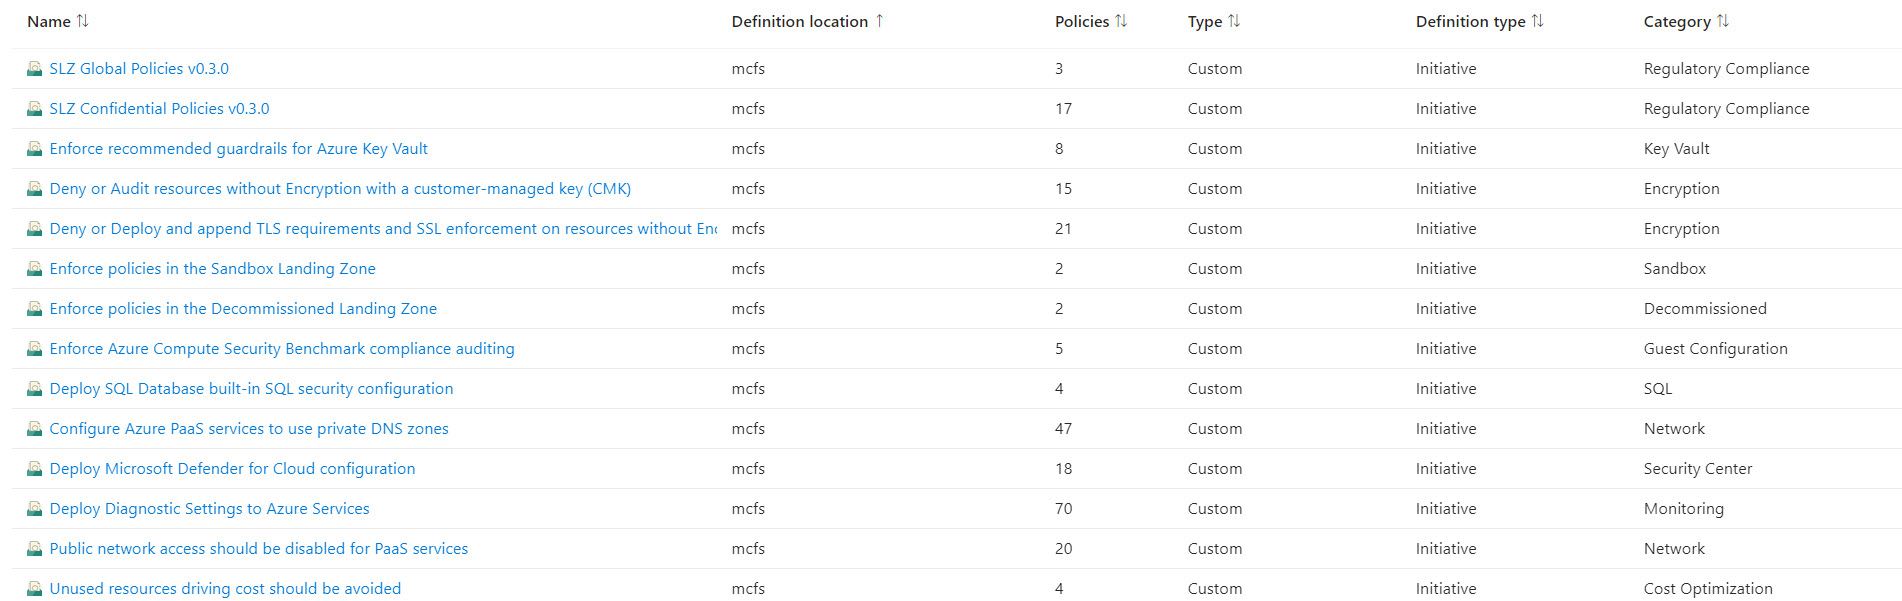 Name Definition location Policies Type Definition type Category
SLZ Global Policies v0.3.0 mcfs 3 Custom Initiative Regulatory Compliance
SLZ Confidential Policies v0.3.0 mcfs 17 Custom Initiative Regulatory Compliance
Enforce recommended guardrails for Azure Key Vault mcfs 8 Custom Initiative Key Vault
Deny or Audit resources without Encryption with a customer-managed key (CMK) mcfs 15 Custom Initiative Encryption
Deny or Deploy and append TLS requirements and SSL enforcement on resources without Enc mcfs 21 Custom Initiative Encryption
Enforce policies in the Sandbox Landing Zone mcfs 2 Custom Initiative Sandbox
Enforce policies in the Decommissioned Landing Zone mcfs 2 Custom Initiative Decommissioned
Enforce Azure Compute Security Benchmark compliance auditing mcfs 5 Custom Initiative Guest Configuration
Deploy SQL Database built-in SQL security configuration mcfs 4 Custom Initiative SQL
Configure Azure PaaS services to use private DNS zones mcfs 47 Custom Initiative Network
Deploy Microsoft Defender for Cloud configuration mcfs 18 Custom Initiative Security Center
Deploy Diagnostic Settings to Azure Services mcfs 70 Custom Initiative Monitoring
Public network access should be disabled for PaaS services mcfs 20 Custom Initiative Network
Unused resources driving cost should be avoided mcfs 4 Custom Initiative Cost Optimization